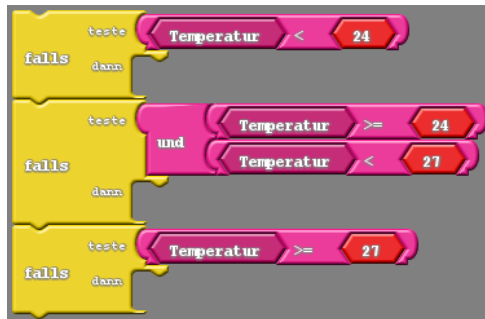 teste Temperatur < 24
falls
dann
teste Temperatur >= 24
und
Temperatur < 27
falls
dann
teste Temperatur >= 27
falls
dann